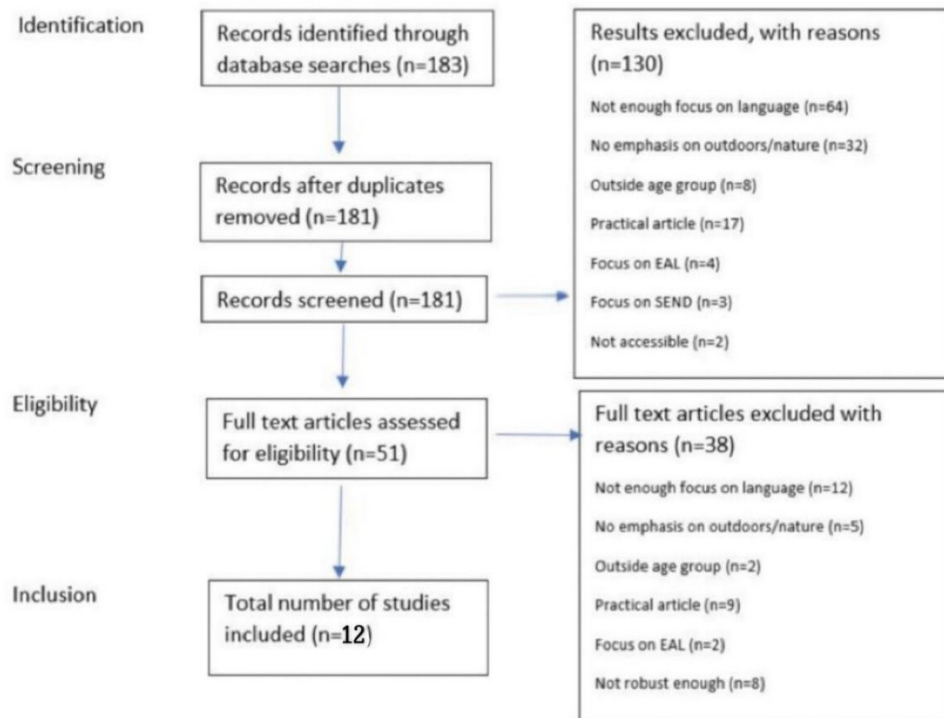 Identification
Records identified through
database searches (n=183)
Results excluded, with reasons
(n=130)
Not enough focus on language (n=64)
No emphasis on outdoors/nature (n=32)
Outside age group (n=8)
Practical article (n=17)
Focus on EAL (n=4)
Focus on SEND (n=3)
Not accessible (n=2)
Screening
Records after duplicates
removed (n=181)
Records screened (n=181)
Eligibility
Full text articles assessed
for eligibility (n=51)
Full text articles excluded with
reasons (n=38)
Not enough focus on language (n=12)
No emphasis on outdoors/nature (n=5)
Outside age group (n=2)
Practical article (n=9)
Focus on EAL (n=2)
Not robust enough (n=8)
Inclusion
Total number of studies
included (n=12)